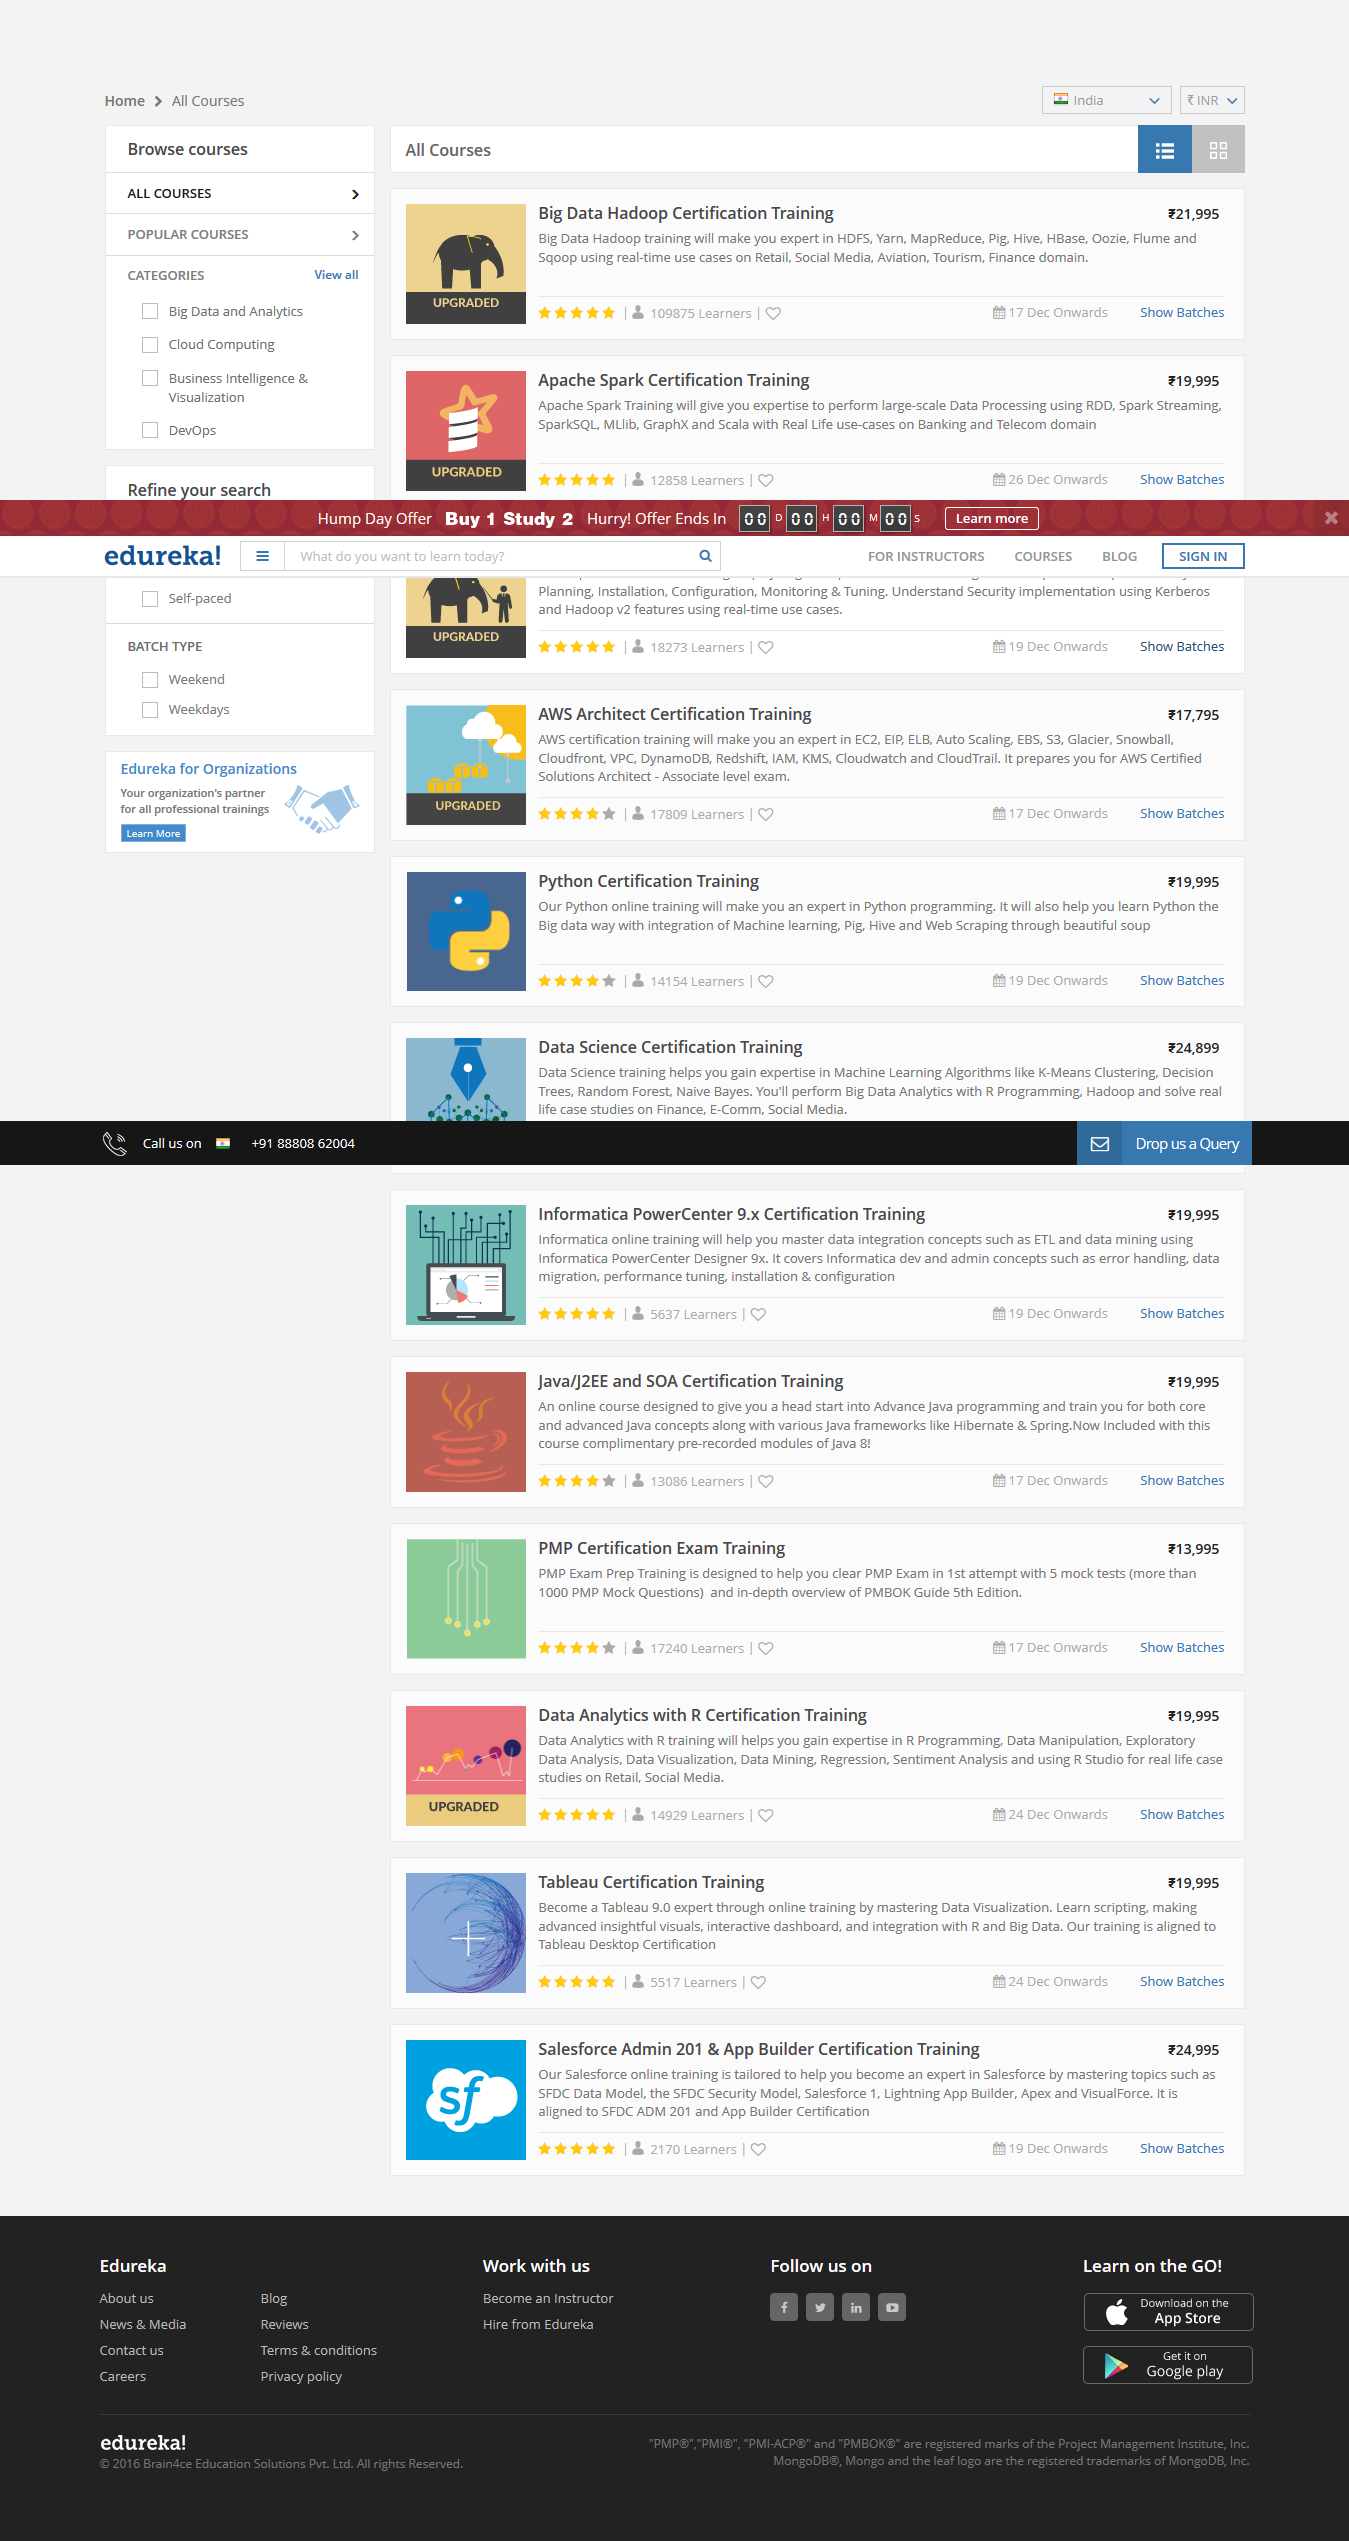 Home > All Courses
India
₹ INR
Browse courses
ALL COURSES
POPULAR COURSES
CATEGORIES View all
Big Data and Analytics
Cloud Computing
Business Intelligence &
Visualization
DevOps
Refine your search
All Courses
Big Data Hadoop Certification Training ₹21,995
Big Data Hadoop training will make you expert in HDFS, Yarn, MapReduce, Pig, Hive, HBase, Oozie, Flume and
Sqoop using real-time use cases on Retail, Social Media, Aviation, Tourism, Finance domain.
UPGRADED
| 109875 Learners | 17 Dec Onwards Show Batches
Apache Spark Certification Training ₹19,995
Apache Spark Training will give you expertise to perform large-scale Data Processing using RDD, Spark Streaming,
SparkSQL, MLlib, GraphX and Scala with Real Life use-cases on Banking and Telecom domain
UPGRADED
| 12858 Learners | 26 Dec Onwards Show Batches
Hump Day Offer Buy 1 Study 2 Hurry! Offer Ends In 00 D 00 H 00 M 00 S Learn more
edureka! What do you want to learn today? FOR INSTRUCTORS COURSES BLOG SIGN IN
Self-paced
BATCH TYPE
Weekend
Weekdays
Edureka for Organizations
Your organization's partner
for all professional trainings
Learn More
Planning, Installation, Configuration, Monitoring & Tuning. Understand Security implementation using Kerberos
and Hadoop v2 features using real-time use cases.
UPGRADED
| 18273 Learners | 19 Dec Onwards Show Batches
AWS Architect Certification Training ₹17,795
AWS certification training will make you an expert in EC2, EIP, ELB, Auto Scaling, EBS, S3, Glacier, Snowball,
Cloudfront, VPC, DynamoDB, Redshift, IAM, KMS, Cloudwatch and CloudTrail. It prepares you for AWS Certified
Solutions Architect - Associate level exam.
UPGRADED
| 17809 Learners | 17 Dec Onwards Show Batches
Python Certification Training ₹19,995
Our Python online training will make you an expert in Python programming. It will also help you learn Python the
Big data way with integration of Machine learning, Pig, Hive and Web Scraping through beautiful soup
| 14154 Learners | 19 Dec Onwards Show Batches
Data Science Certification Training ₹24,899
Data Science training helps you gain expertise in Machine Learning Algorithms like K-Means Clustering, Decision
Trees, Random Forest, Naive Bayes. You'll perform Big Data Analytics with R Programming, Hadoop and solve real
life case studies on Finance, E-Comm, Social Media.
Call us on +91 88808 62004 Drop us a Query
Informatica PowerCenter 9.x Certification Training ₹19,995
Informatica online training will help you master data integration concepts such as ETL and data mining using
Informatica PowerCenter Designer 9x. It covers Informatica dev and admin concepts such as error handling, data
migration, performance tuning, installation & configuration
| 5637 Learners | 19 Dec Onwards Show Batches
Java/J2EE and SOA Certification Training ₹19,995
An online course designed to give you a head start into Advance Java programming and train you for both core
and advanced Java concepts along with various Java frameworks like Hibernate & Spring.Now Included with this
course complimentary pre-recorded modules of Java 8!
| 13086 Learners | 17 Dec Onwards Show Batches
PMP Certification Exam Training ₹13,995
PMP Exam Prep Training is designed to help you clear PMP Exam in 1st attempt with 5 mock tests (more than
1000 PMP Mock Questions) and in-depth overview of PMBOK Guide 5th Edition.
| 17240 Learners | 17 Dec Onwards Show Batches
Data Analytics with R Certification Training ₹19,995
Data Analytics with R training will helps you gain expertise in R Programming, Data Manipulation, Exploratory
Data Analysis, Data Visualization, Data Mining, Regression, Sentiment Analysis and using R Studio for real life case
studies on Retail, Social Media.
UPGRADED
| 14929 Learners | 24 Dec Onwards Show Batches
Tableau Certification Training ₹19,995
Become a Tableau 9.0 expert through online training by mastering Data Visualization. Learn scripting, making
advanced insightful visuals, interactive dashboard, and integration with R and Big Data. Our training is aligned to
Tableau Desktop Certification
| 5517 Learners | 24 Dec Onwards Show Batches
Salesforce Admin 201 & App Builder Certification Training ₹24,995
Our Salesforce online training is tailored to help you become an expert in Salesforce by mastering topics such as
SFDC Data Model, the SFDC Security Model, Salesforce 1, Lightning App Builder, Apex and VisualForce. It is
aligned to SFDC ADM 201 and App Builder Certification
sf
| 2170 Learners | 19 Dec Onwards Show Batches
Edureka
About us Blog
News & Media Reviews
Contact us Terms & conditions
Careers Privacy policy
Work with us
Become an Instructor
Hire from Edureka
Follow us on
Learn on the GO!
Download on the
App Store
Get it on
Google play
edureka!
© 2016 Brain4ce Education Solutions Pvt. Ltd. All rights Reserved.
"PMP®","PMI®", "PMI-ACP®" and "PMBOK®" are registered marks of the Project Management Institute, Inc.
MongoDB®, Mongo and the leaf logo are the registered trademarks of MongoDB, Inc.